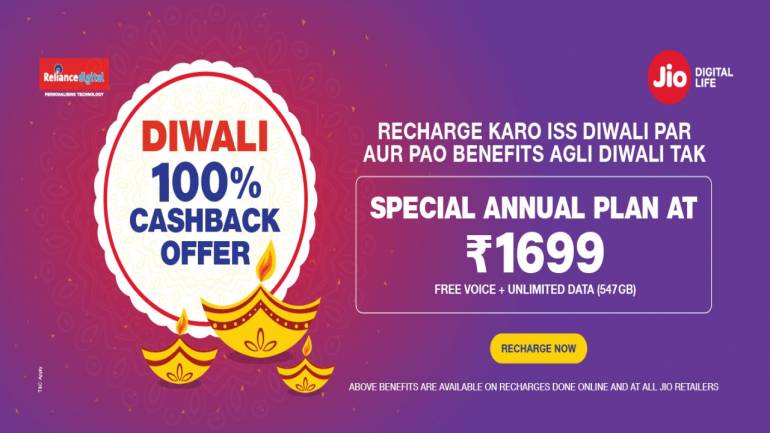 Reliance digital
PERSONALISING TECHNOLOGY
DIWALI
100%
CASHBACK
OFFER
T&C Apply
Jio
DIGITAL
LIFE
RECHARGE KARO ISS DIWALI PAR
AUR PAO BENEFITS AGLI DIWALI TAK
SPECIAL ANNUAL PLAN AT
₹1699
FREE VOICE + UNLIMITED DATA (547GB)
RECHARGE NOW
ABOVE BENEFITS ARE AVAILABLE ON RECHARGES DONE ONLINE AND AT ALL JIO RETAILERS